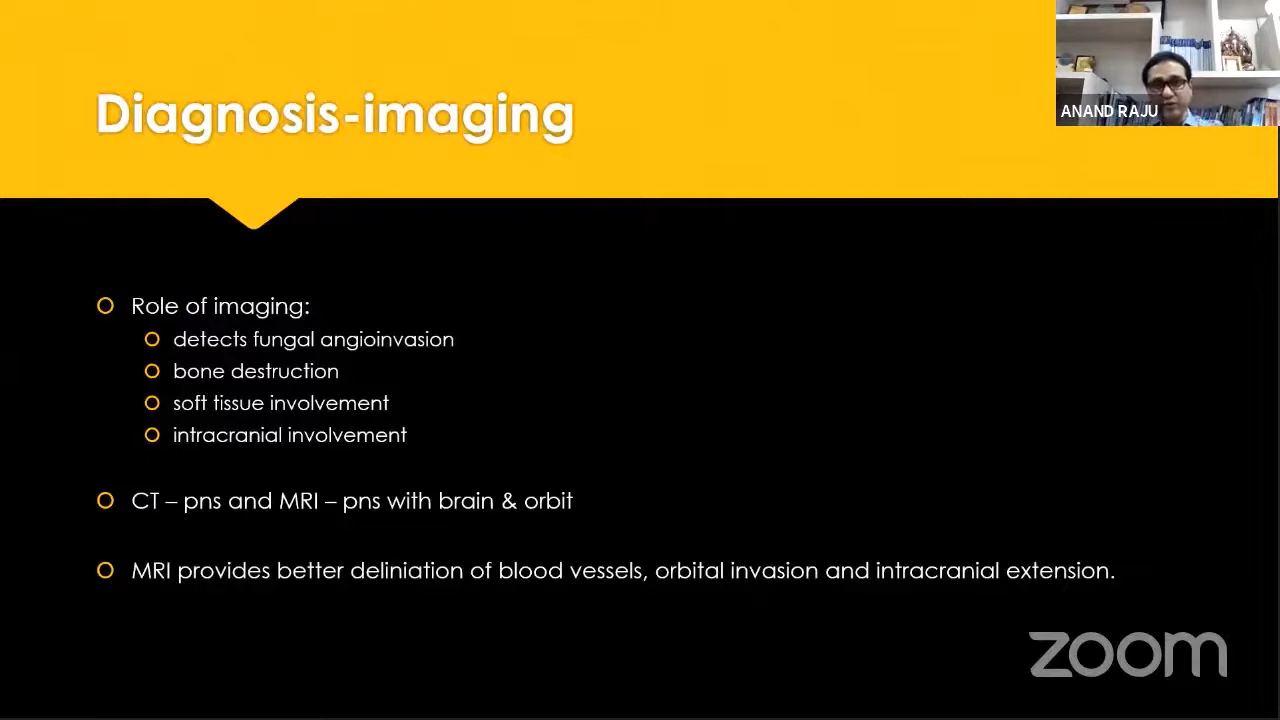 Diagnosis-imaging
ANAND RAJU
Role of imaging:
detects fungal angioinvasion
bone destruction
soft tissue involvement
intracranial involvement
CT – pns and MRI – pns with brain & orbit
MRI provides better deliniation of blood vessels, orbital invasion and intracranial extension.
zoom